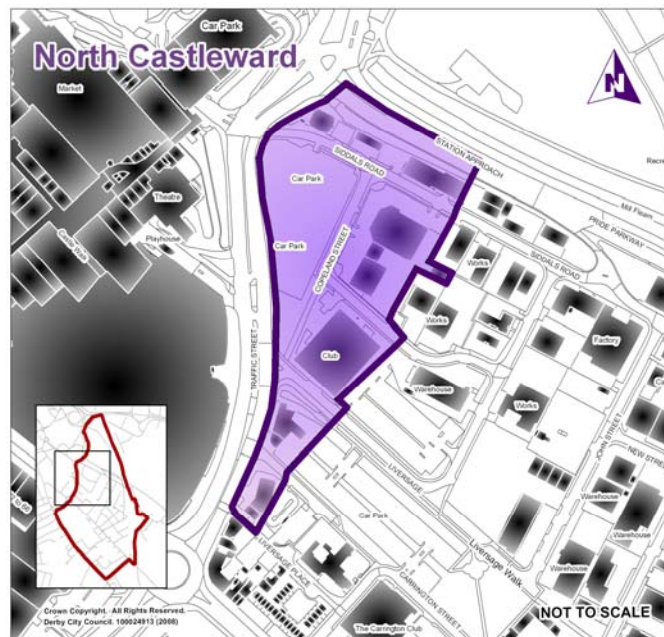 Car Park
North Castleward
N
Market
STATION APPROACH
SIDDALS ROAD
Car Park
Theatre
Mill Fleam
PRIDE PARKWAY
Castle Walk
Playhouse
Car Park
COPELAND STREET
SIDDALS ROAD
Works
Works
Factory
TRAFFIC STREET
Club
Warehouse
Works
JOHN STREET
NEW STRE
LIVERSAGE
Warehouse
Car Park
Warehouse
Liversage Walk
LIVERSAGE PLACE
CARRINGTON STREET
Warehouse
Crown Copyright. All Rights Reserved.
Derby City Council. 100024913 (2008)
The Carrington Club
NOT TO SCALE